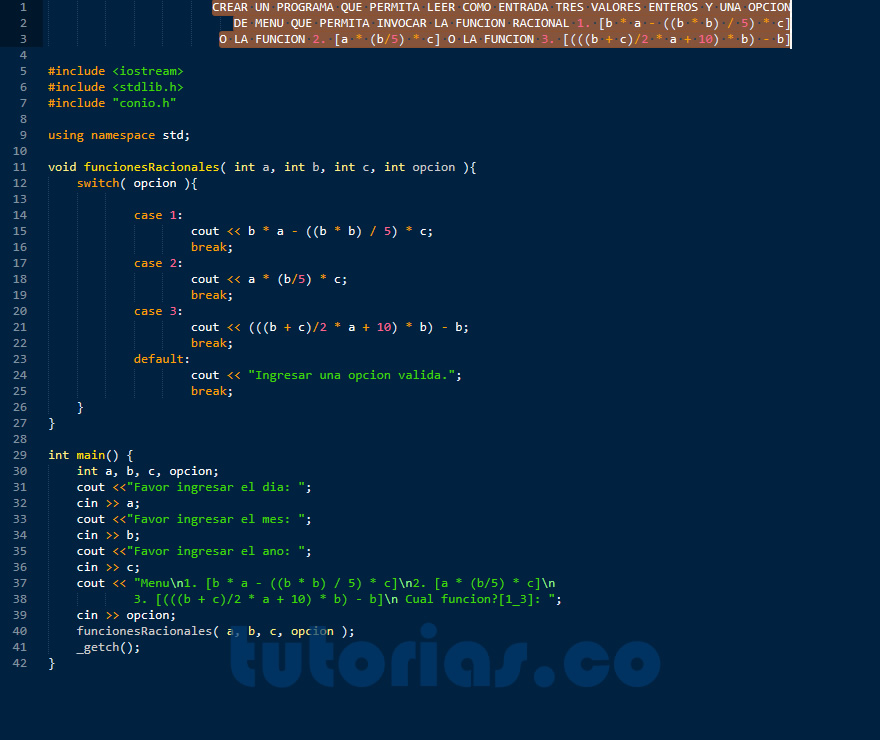 1 CREAR UN PROGRAMA QUE PERMITA LEER COMO ENTRADA TRES VALORES ENTEROS Y UNA OPCION
2 DE MENU QUE PERMITA INVOCAR LA FUNCION RACIONAL 1. [b * a - ((b * b) / 5) * c]
3 O LA FUNCION 2. [a * (b/5) * c] O LA FUNCION 3. [(((b + c)/2 * a + 10) * b) - b]
4
5 #include <iostream>
6 #include <stdlib.h>
7 #include "conio.h"
8
9 using namespace std;
10
11 void funcionesRacionales( int a, int b, int c, int opcion ){
12 switch( opcion ){
13
14 case 1:
15 cout << b * a - ((b * b) / 5) * c;
16 break;
17 case 2:
18 cout << a * (b/5) * c;
19 break;
20 case 3:
21 cout << (((b + c)/2 * a + 10) * b) - b;
22 break;
23 default:
24 cout << "Ingresar una opcion valida.";
25 break;
26 }
27 }
28
29 int main() {
30 int a, b, c, opcion;
31 cout <<"Favor ingresar el dia: ";
32 cin >> a;
33 cout <<"Favor ingresar el mes: ";
34 cin >> b;
35 cout <<"Favor ingresar el ano: ";
36 cin >> c;
37 cout << "Menu\n1. [b * a - ((b * b) / 5) * c]\n2. [a * (b/5) * c]\n
38 3. [(((b + c)/2 * a + 10) * b) - b]\n Cual funcion?[1_3]: ";
39 cin >> opcion;
40 funcionesRacionales( a, b, c, opcion );
41 _getch();
42 }
tutorias.co